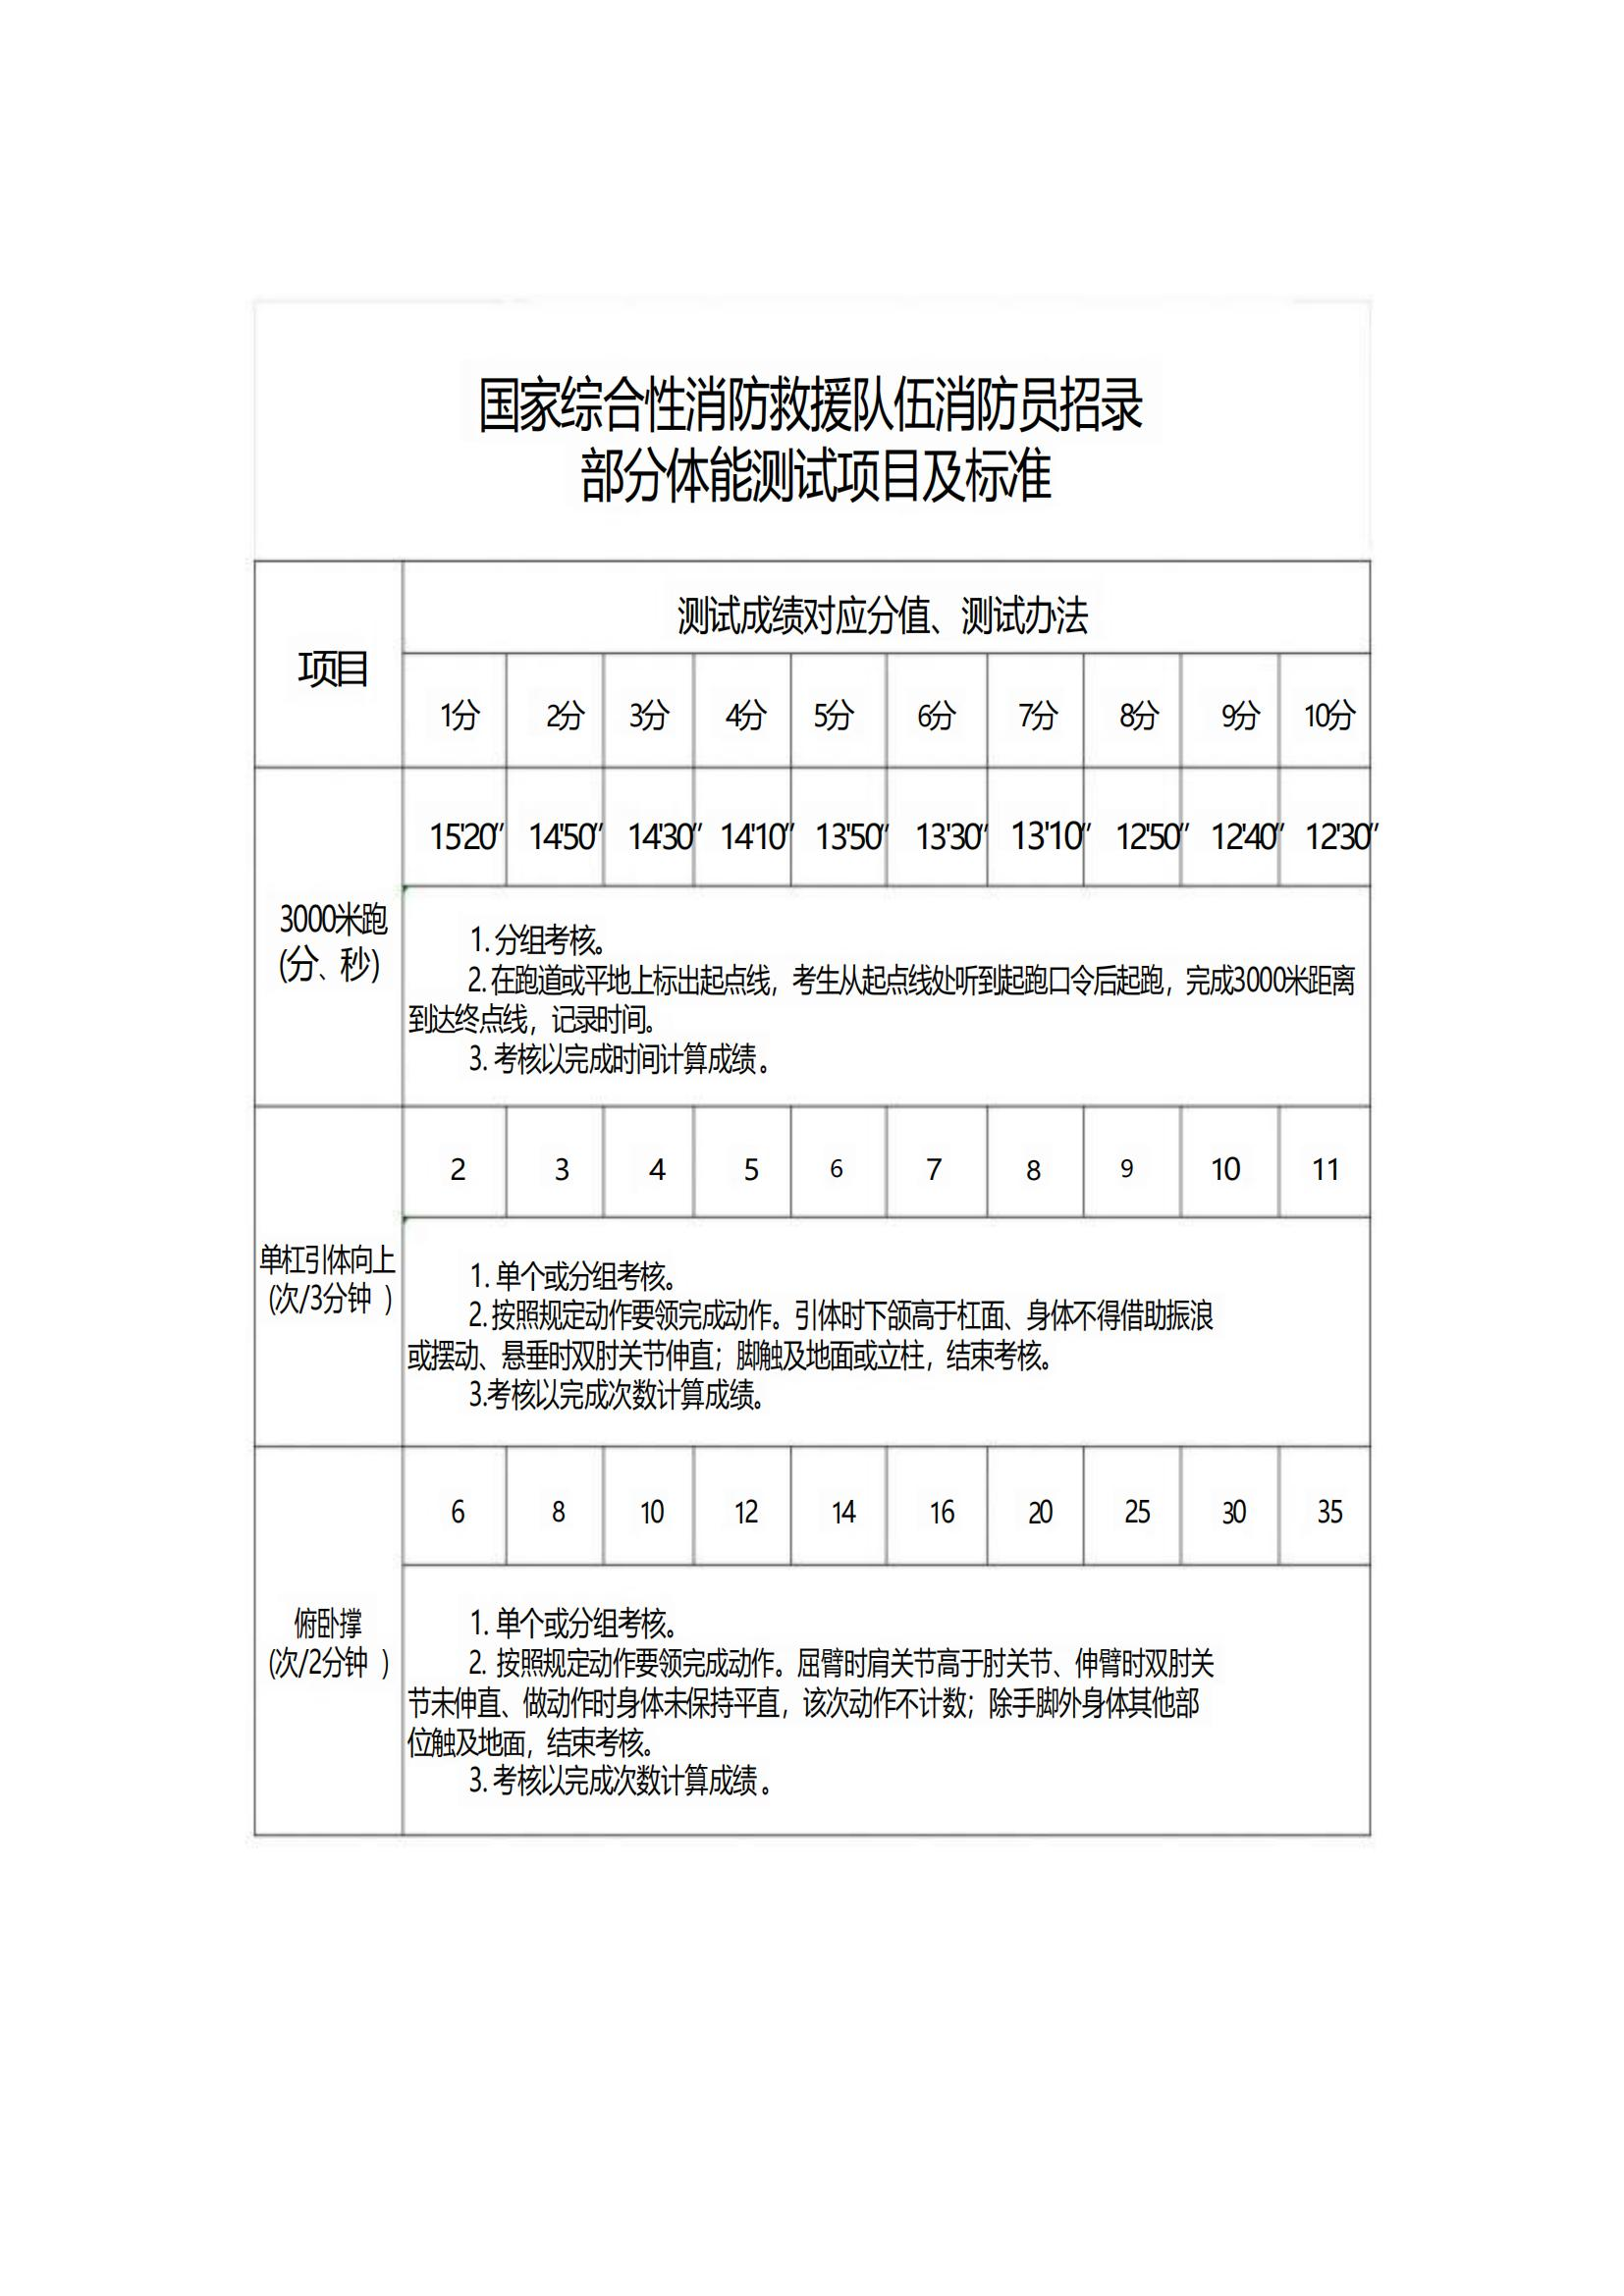 国家综合性消防救援队伍消防员招录
部分体能测试项目及标准
项目
测试成绩对应分值、测试办法
1分 2分 3分 4分 5分 6分 7分 8分 9分 10分
3000米跑
(分、秒)
15'20" 14'50" 14'30" 14'10" 13'50" 13'30" 13'10" 12'50" 12'40" 12'30"
1. 分组考核。
2. 在跑道或平地上标出起点线，考生从起点线处听到起跑口令后起跑，完成3000米距离
到达终点线，记录时间。
3. 考核以完成时间计算成绩。
单杠引体向上
(次/3分钟 )
2 3 4 5 6 7 8 9 10 11
1. 单个或分组考核。
2. 按照规定动作要领完成动作。引体时下颌高于杠面、身体不得借助振浪
或摆动、悬垂时双肘关节伸直；脚触及地面或立柱，结束考核。
3.考核以完成次数计算成绩。
俯卧撑
(次/2分钟 )
6 8 10 12 14 16 20 25 30 35
1. 单个或分组考核。
2. 按照规定动作要领完成动作。屈臂时肩关节高于肘关节、伸臂时双肘关
节未伸直、做动作时身体未保持平直，该次动作不计数；除手脚外身体其他部
位触及地面，结束考核。
3. 考核以完成次数计算成绩。